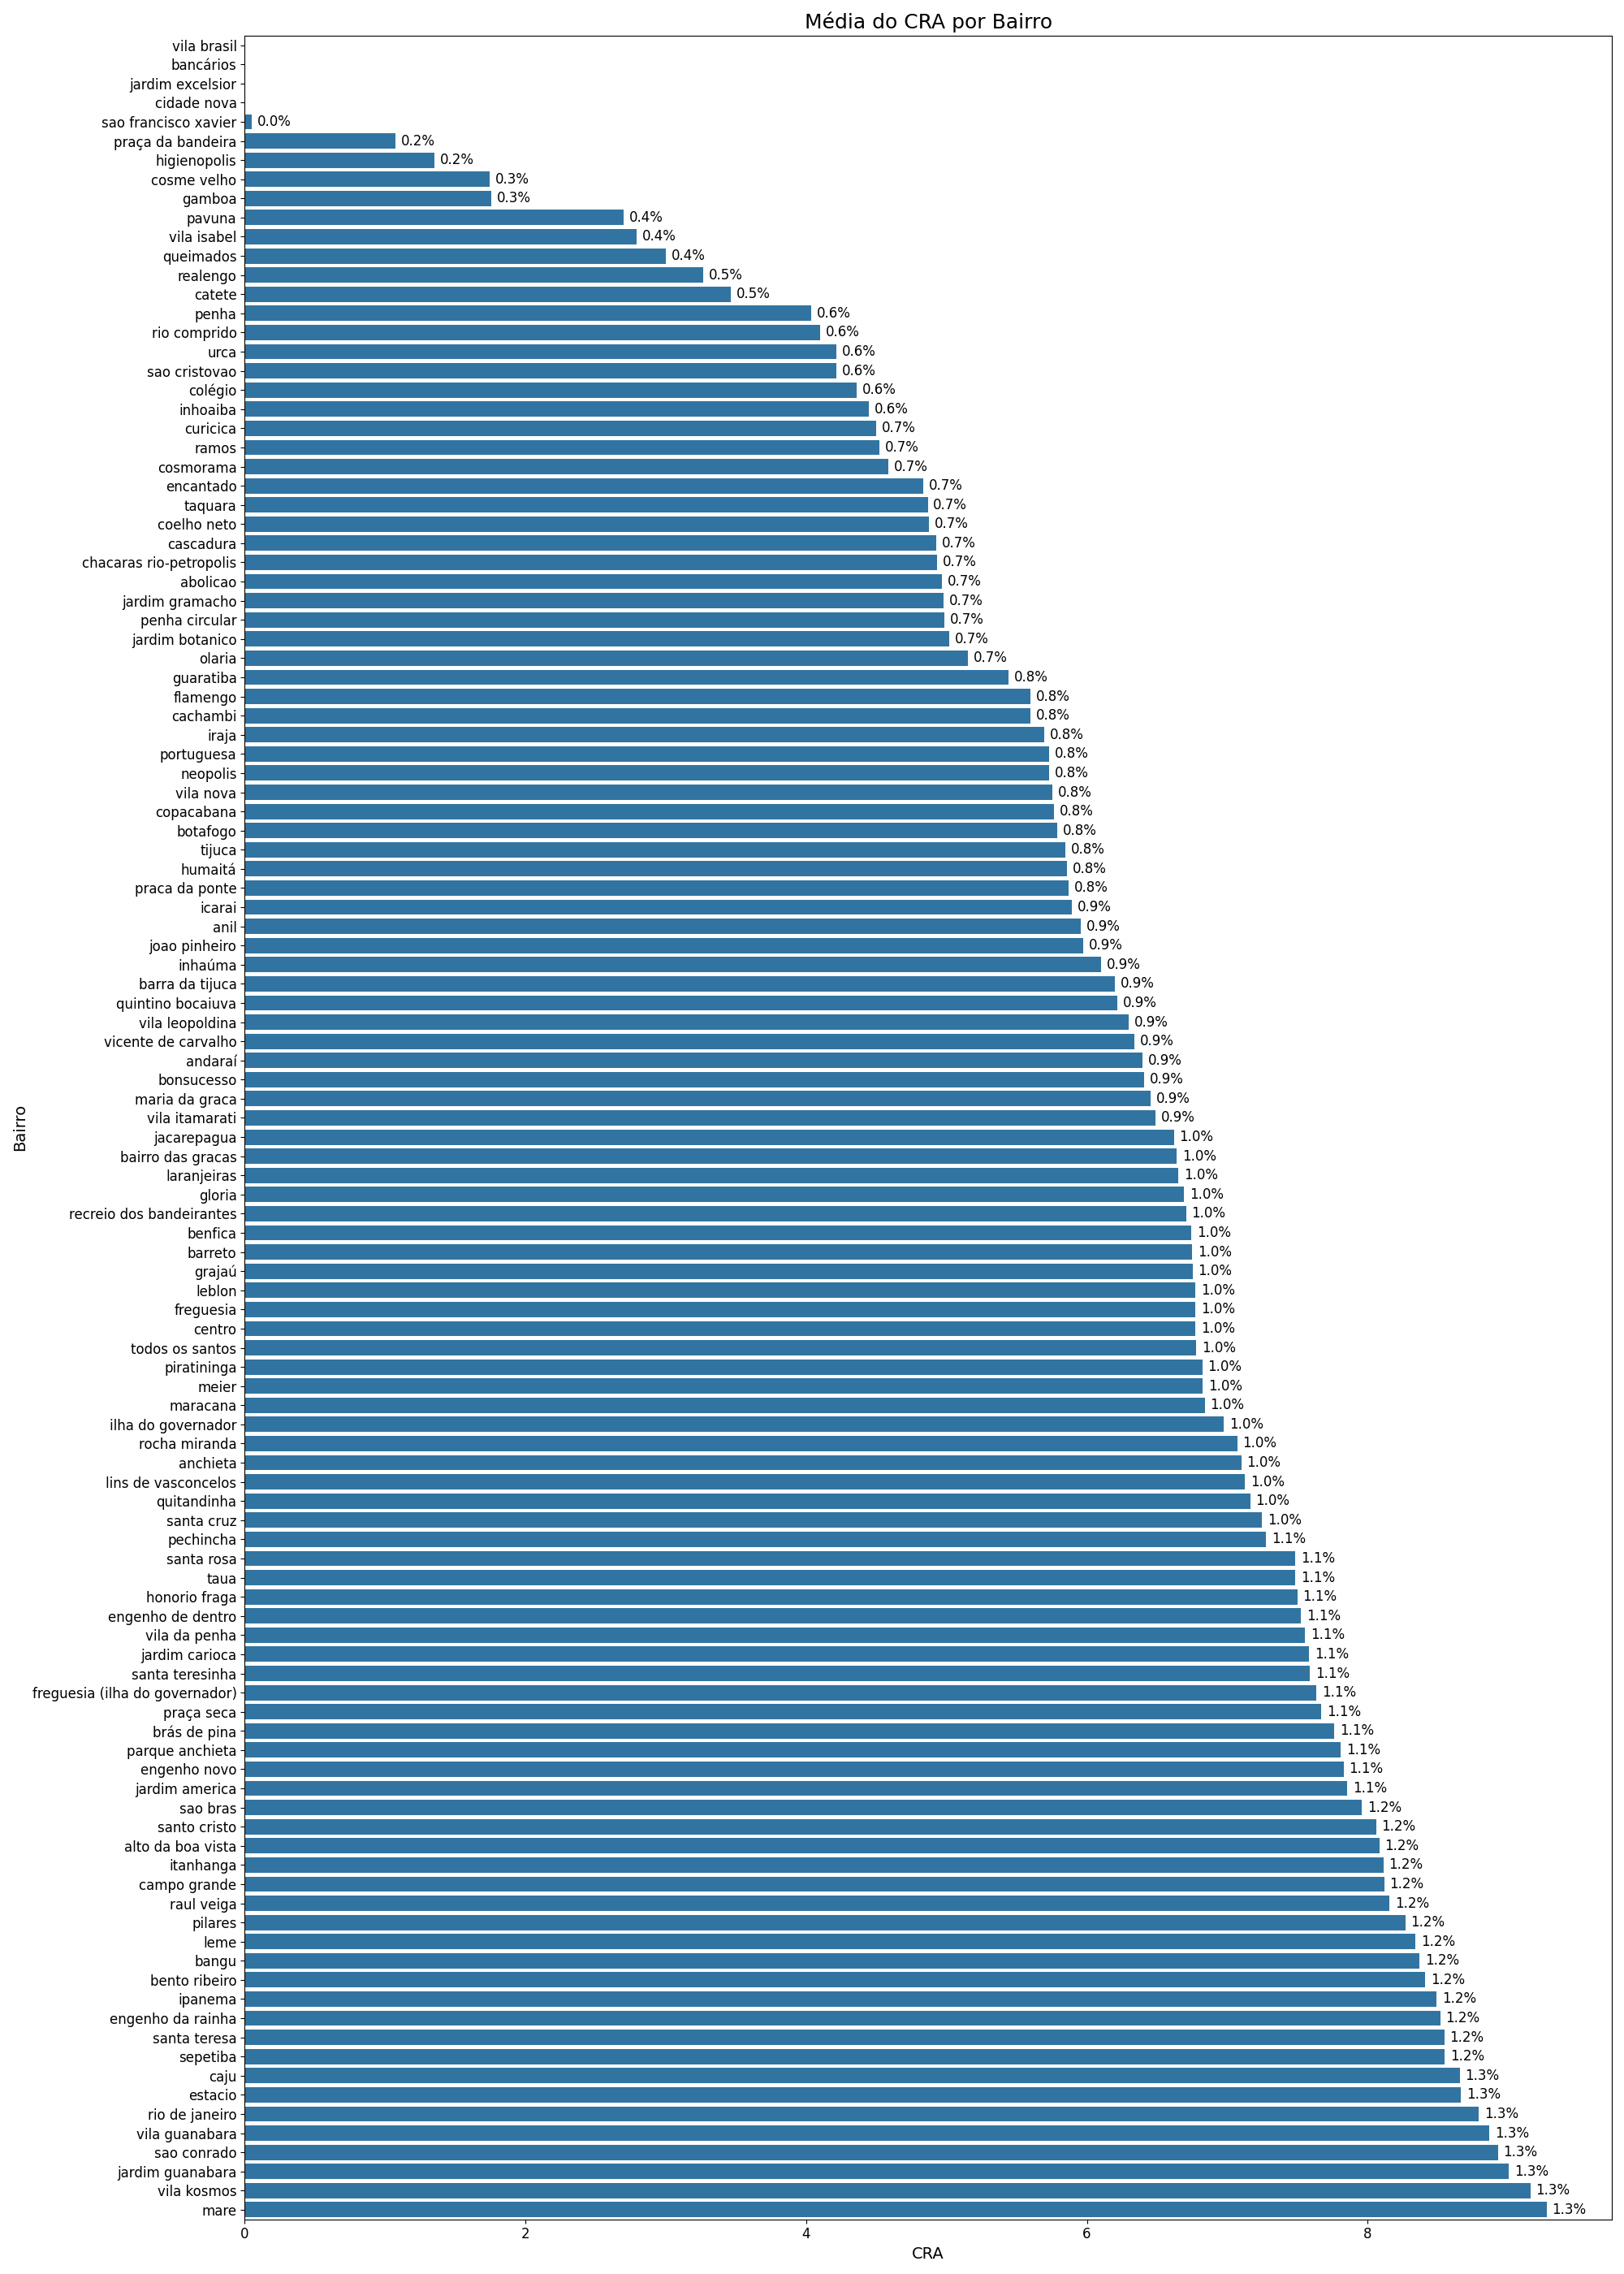 Média do CRA por Bairro
vila brasil
bancários
jardim excelsior
cidade nova
sao francisco xavier 0.0%
praça da bandeira 0.2%
higienopolis 0.2%
cosme velho 0.3%
gamboa 0.3%
pavuna 0.4%
vila isabel 0.4%
queimados 0.4%
realengo 0.5%
catete 0.5%
penha 0.6%
rio comprido 0.6%
urca 0.6%
sao cristovao 0.6%
colégio 0.6%
inhoaiba 0.6%
curicica 0.7%
ramos 0.7%
cosmorama 0.7%
encantado 0.7%
taquara 0.7%
coelho neto 0.7%
cascadura 0.7%
chacaras rio-petropolis 0.7%
abolicao 0.7%
jardim gramacho 0.7%
penha circular 0.7%
jardim botanico 0.7%
olaria 0.7%
guaratiba 0.8%
flamengo 0.8%
cachambi 0.8%
iraja 0.8%
portuguesa 0.8%
neopolis 0.8%
vila nova 0.8%
copacabana 0.8%
botafogo 0.8%
tijuca 0.8%
humaitá 0.8%
praca da ponte 0.8%
icarai 0.9%
anil 0.9%
joao pinheiro 0.9%
inhaúma 0.9%
barra da tijuca 0.9%
quintino bocaiuva 0.9%
vila leopoldina 0.9%
vicente de carvalho 0.9%
andaraí 0.9%
bonsucesso 0.9%
maria da graca 0.9%
vila itamarati 0.9%
jacarepagua 1.0%
bairro das gracas 1.0%
laranjeiras 1.0%
gloria 1.0%
recreio dos bandeirantes 1.0%
benfica 1.0%
barreto 1.0%
grajaú 1.0%
leblon 1.0%
freguesia 1.0%
centro 1.0%
todos os santos 1.0%
piratininga 1.0%
meier 1.0%
maracana 1.0%
ilha do governador 1.0%
rocha miranda 1.0%
anchieta 1.0%
lins de vasconcelos 1.0%
quitandinha 1.0%
santa cruz 1.0%
pechincha 1.1%
santa rosa 1.1%
taua 1.1%
honorio fraga 1.1%
engenho de dentro 1.1%
vila da penha 1.1%
jardim carioca 1.1%
santa teresinha 1.1%
freguesia (ilha do governador) 1.1%
praça seca 1.1%
brás de pina 1.1%
parque anchieta 1.1%
engenho novo 1.1%
jardim america 1.1%
sao bras 1.2%
santo cristo 1.2%
alto da boa vista 1.2%
itanhanga 1.2%
campo grande 1.2%
raul veiga 1.2%
pilares 1.2%
leme 1.2%
bangu 1.2%
bento ribeiro 1.2%
ipanema 1.2%
engenho da rainha 1.2%
santa teresa 1.2%
sepetiba 1.2%
caju 1.3%
estacio 1.3%
rio de janeiro 1.3%
vila guanabara 1.3%
sao conrado 1.3%
jardim guanabara 1.3%
vila kosmos 1.3%
mare 1.3%
0 2 4 6 8
CRA
Bairro